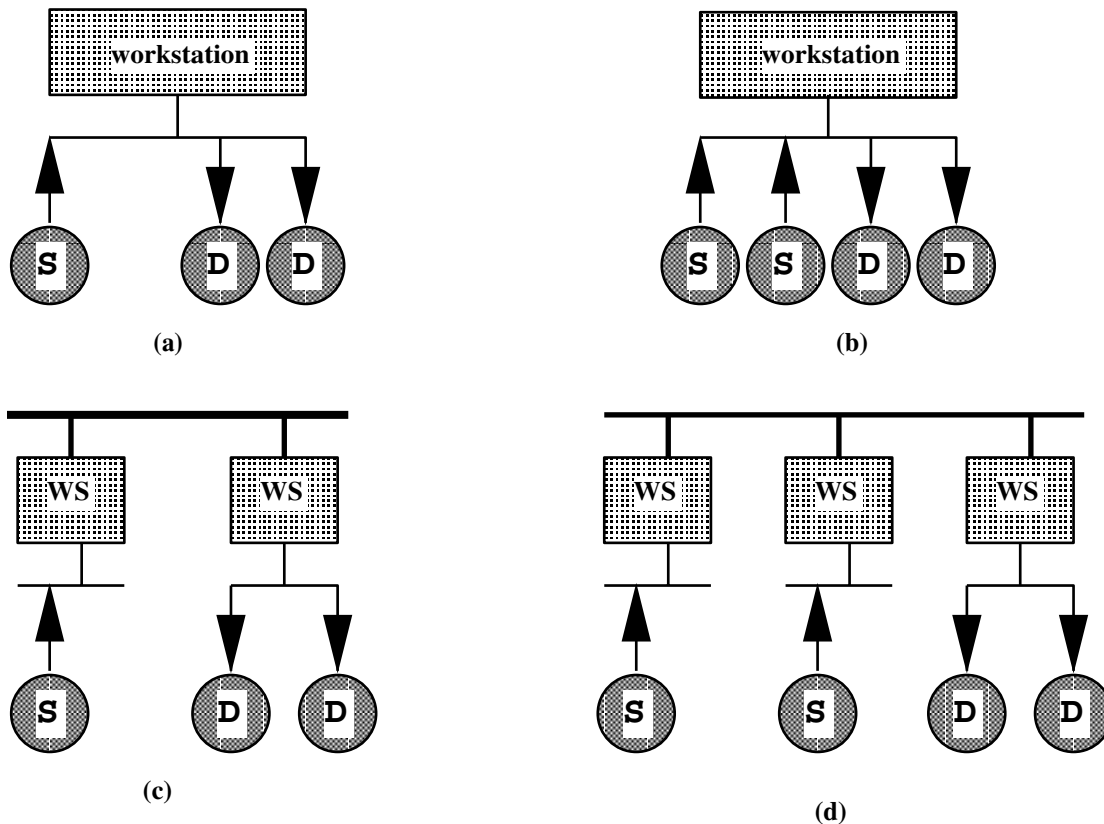 workstation workstation
S D D S S D D
(a) (b)
WS WS WS WS WS
S D D S S D D
(c)
(d)